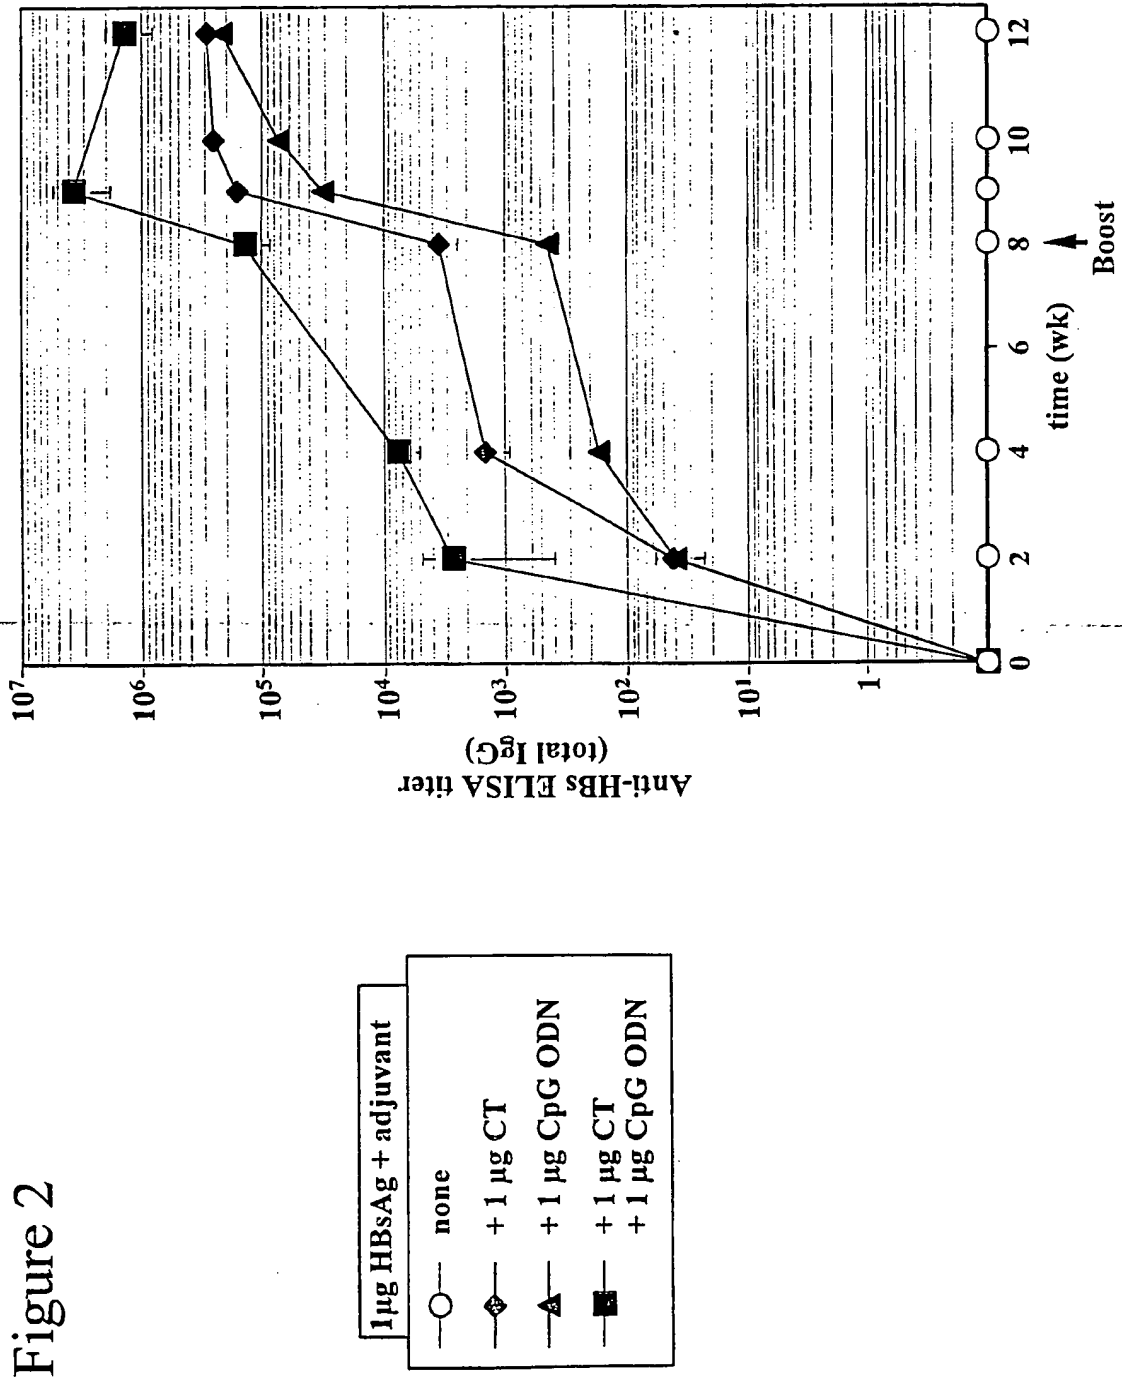 Figure 2
1µg HBsAg + adjuvant
none
+ 1 µg CT
+ 1 µg CpG ODN
+ 1 µg CT
+ 1 µg CpG ODN
Anti-HBs ELISA titer
(total IgG)
10⁷
10⁶
10⁵
10⁴
10³
10²
10¹
1
0
2
4
6
8
10
12
time (wk)
Boost